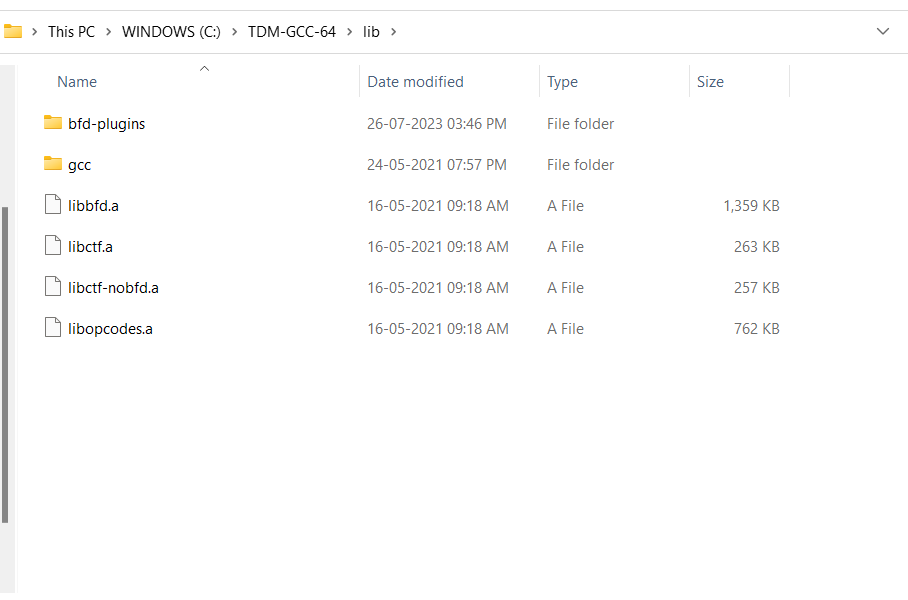 This PC > WINDOWS (C:) > TDM-GCC-64 > lib >
Name Date modified Type Size
bfd-plugins 26-07-2023 03:46 PM File folder
gcc 24-05-2021 07:57 PM File folder
libbfd.a 16-05-2021 09:18 AM A File 1,359 KB
libctf.a 16-05-2021 09:18 AM A File 263 KB
libctf-nobfd.a 16-05-2021 09:18 AM A File 257 KB
libopcodes.a 16-05-2021 09:18 AM A File 762 KB